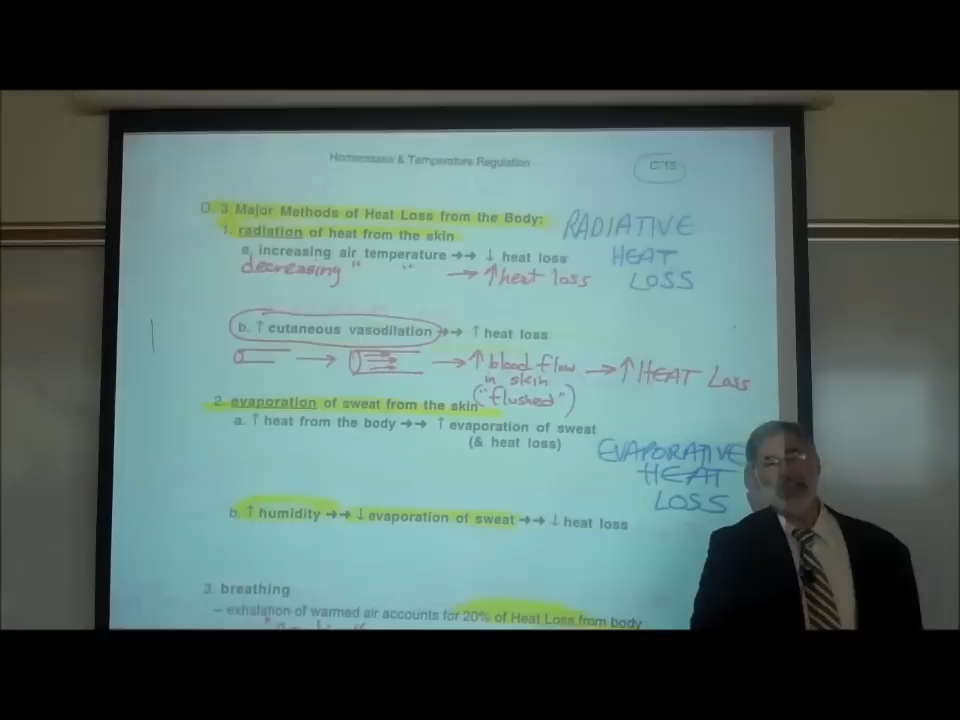 Homeostasis & Temperature Regulation
C-15
D. 3 Major Methods of Heat Loss from the Body:
1. radiation of heat from the skin
RADIATIVE
HEAT
LOSS
a. increasing air temperature →→ ↓ heat loss
decreasing " " → ↑ heat loss
b. ↑ cutaneous vasodilation →→ ↑ heat loss
→ → ↑ blood flow → ↑ HEAT LOSS
in skin
("flushed")
2. evaporation of sweat from the skin
a. ↑ heat from the body →→ ↑ evaporation of sweat
(& heat loss)
EVAPORATIVE
HEAT
LOSS
b. ↑ humidity →→ ↓ evaporation of sweat →→ ↓ heat loss
3. breathing
– exhalation of warmed air accounts for 20% of Heat Loss from body